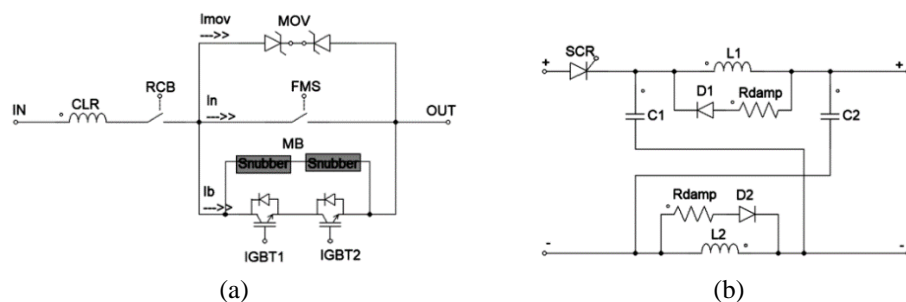 Imov
MOV
--->>
RCB
IN
CLR
In
--->>
FMS
OUT
MB
Snubber
Snubber
Ib
--->>
IGBT1
IGBT2
(a)
SCR
L1
+
+
D1
Rdamp
C1
C2
Rdamp
D2
-
L2
-
(b)